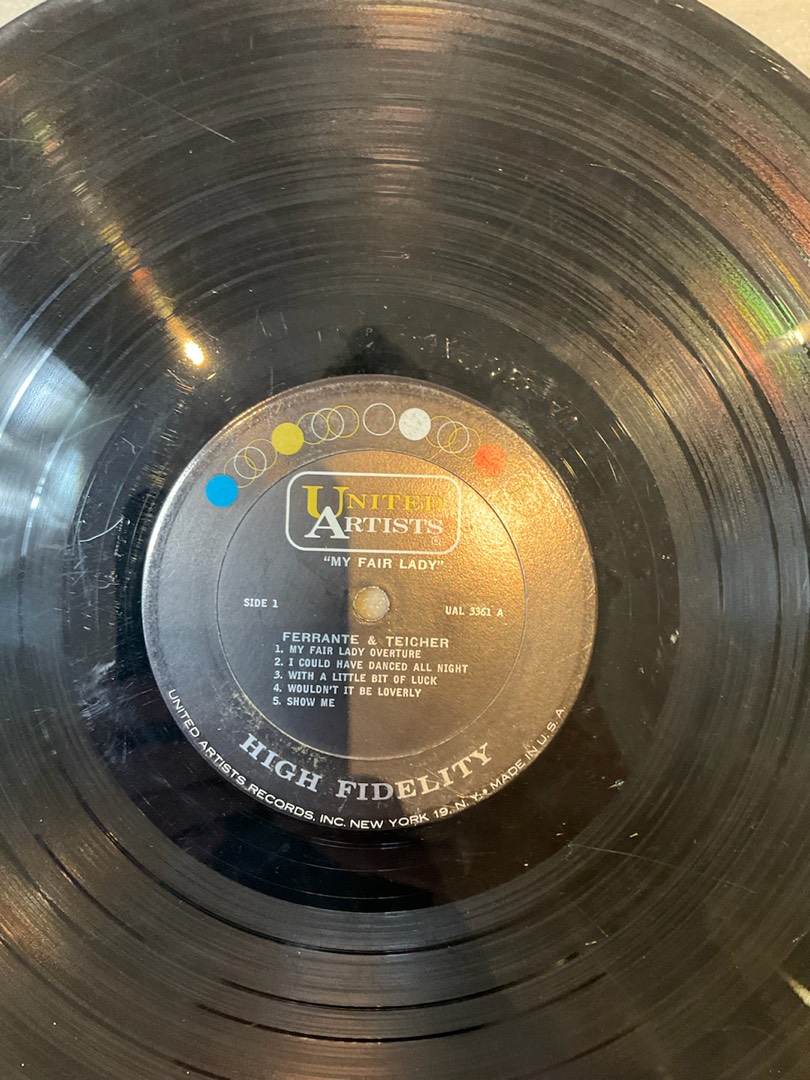 UNITED
ARTISTS
®
"MY FAIR LADY"
SIDE 1
UAL 3361 A
FERRANTE & TEICHER
1. MY FAIR LADY OVERTURE
2. I COULD HAVE DANCED ALL NIGHT
3. WITH A LITTLE BIT OF LUCK
4. WOULDN'T IT BE LOVERLY
5. SHOW ME
HIGH FIDELITY
UNITED ARTISTS RECORDS, INC. NEW YORK 19, N. Y. • MADE IN U. S. A.